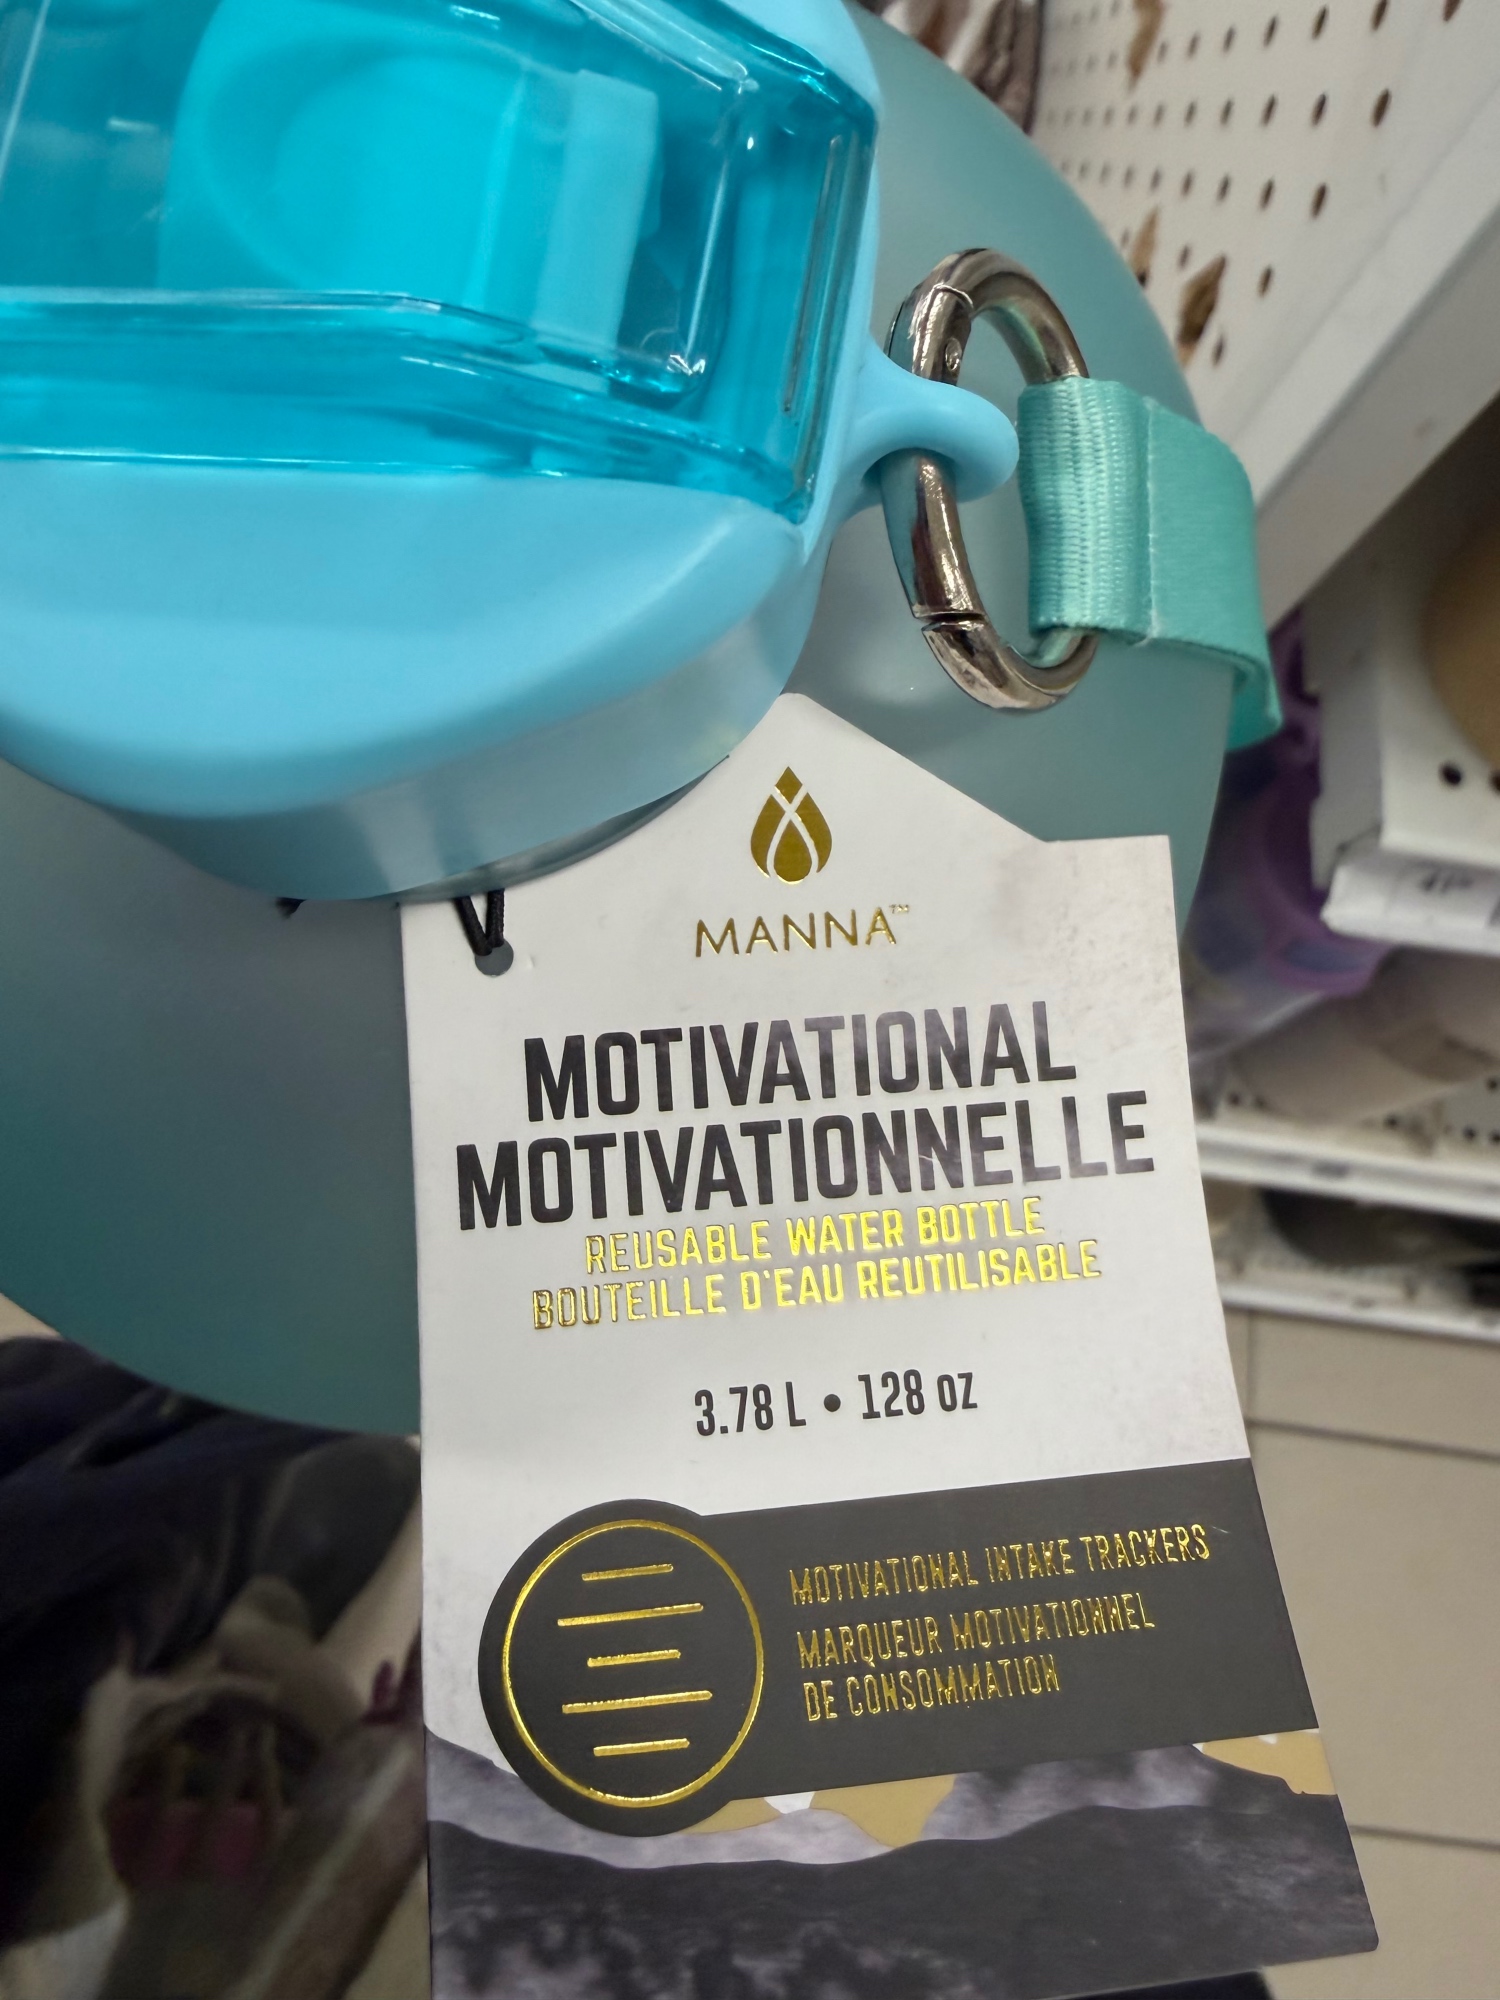 MANNA™
MOTIVATIONAL
MOTIVATIONNELLE
REUSABLE WATER BOTTLE
BOUTEILLE D'EAU REUTILISABLE
3.78 L • 128 oz
MOTIVATIONAL INTAKE TRACKERS
MARQUEUR MOTIVATIONNEL
DE CONSOMMATION